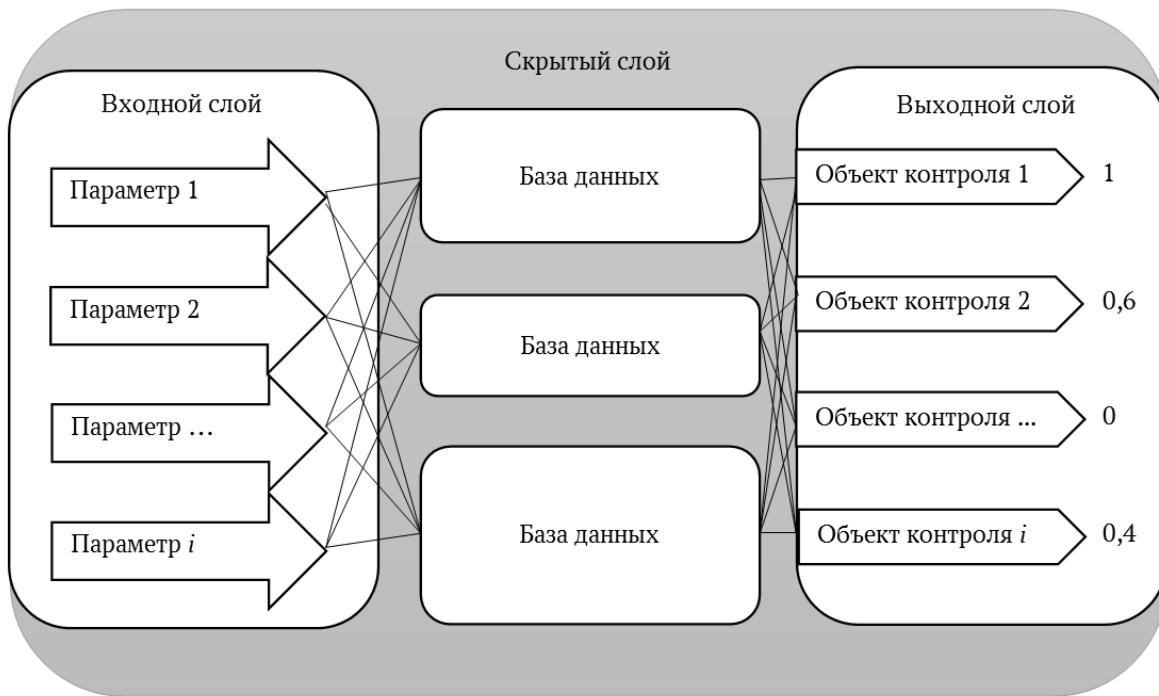 Скрытый слой
Входной слой
Параметр 1
Параметр 2
Параметр ...
Параметр i
База данных
База данных
База данных
Выходной слой
Объект контроля 1 1
Объект контроля 2 0,6
Объект контроля ... 0
Объект контроля i 0,4